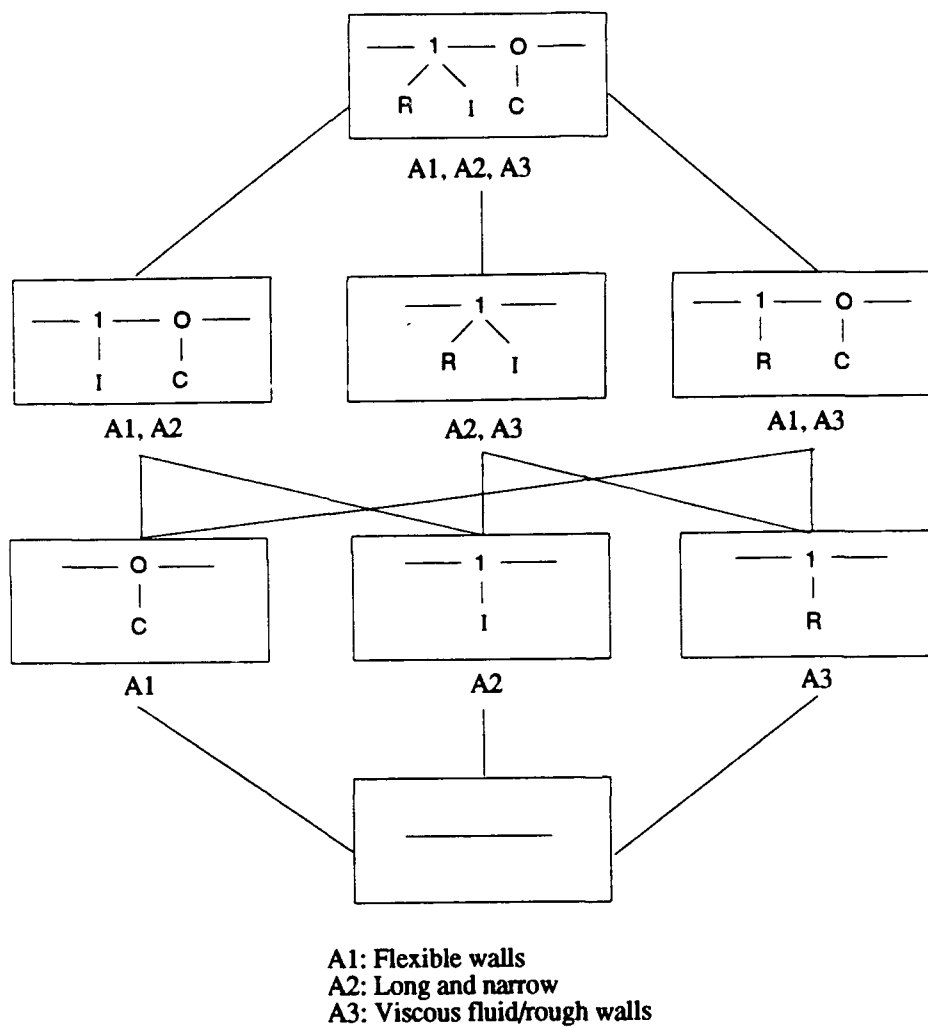 1 O
R I C
A1, A2, A3
1 O
I C
A1, A2
1
R I
A2, A3
1 O
R C
A1, A3
O
C
A1
1
I
A2
1
R
A3
A1: Flexible walls
A2: Long and narrow
A3: Viscous fluid/rough walls